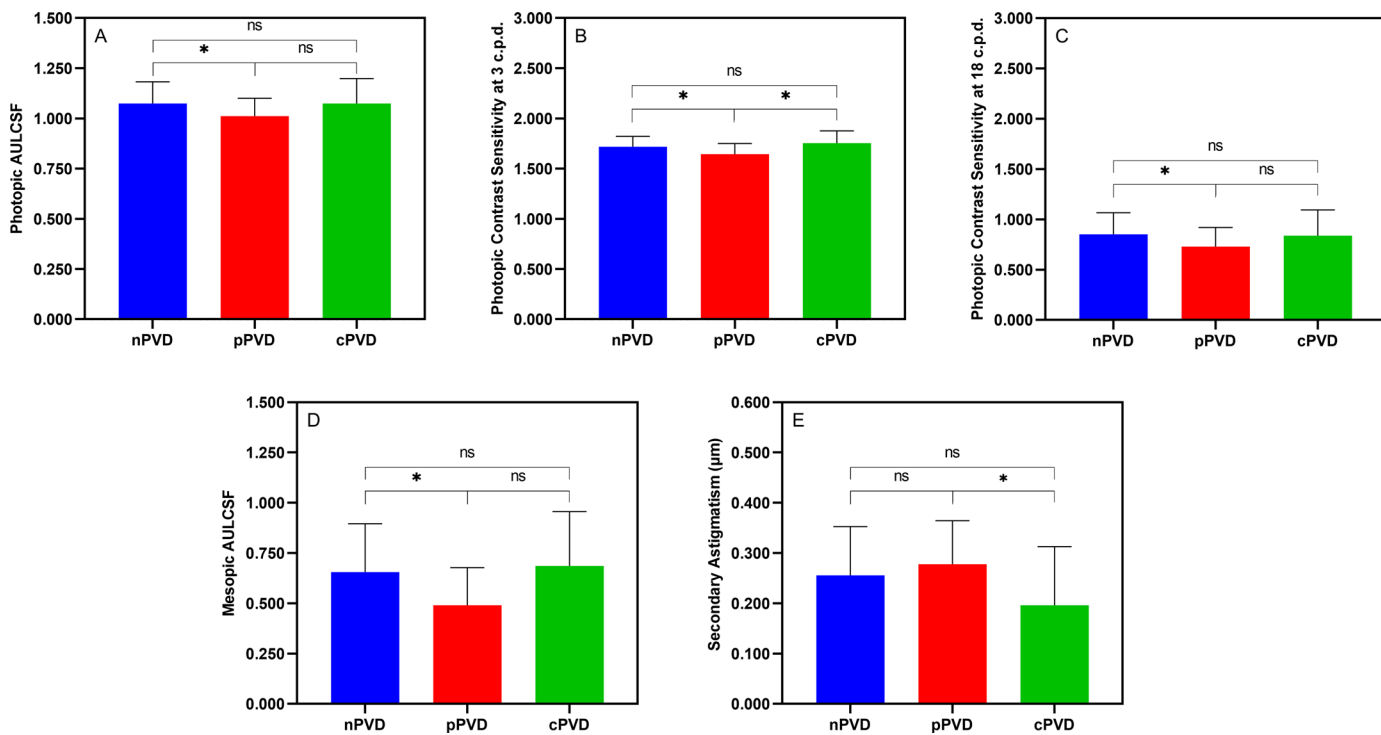 A
Photopic AULCSF
1.500
1.250
1.000
0.750
0.500
0.250
0.000
ns
* ns
nPVD pPVD cPVD
B
Photopic Contrast Sensitivity at 3 c.p.d.
3.000
2.500
2.000
1.500
1.000
0.500
0.000
ns
* *
nPVD pPVD cPVD
C
Photopic Contrast Sensitivity at 18 c.p.d.
3.000
2.500
2.000
1.500
1.000
0.500
0.000
ns
* ns
nPVD pPVD cPVD
D
Mesopic AULCSF
1.500
1.250
1.000
0.750
0.500
0.250
0.000
ns
* ns
nPVD pPVD cPVD
E
Secondary Astigmatism (μm)
0.600
0.500
0.400
0.300
0.200
0.100
0.000
ns
ns *
nPVD pPVD cPVD